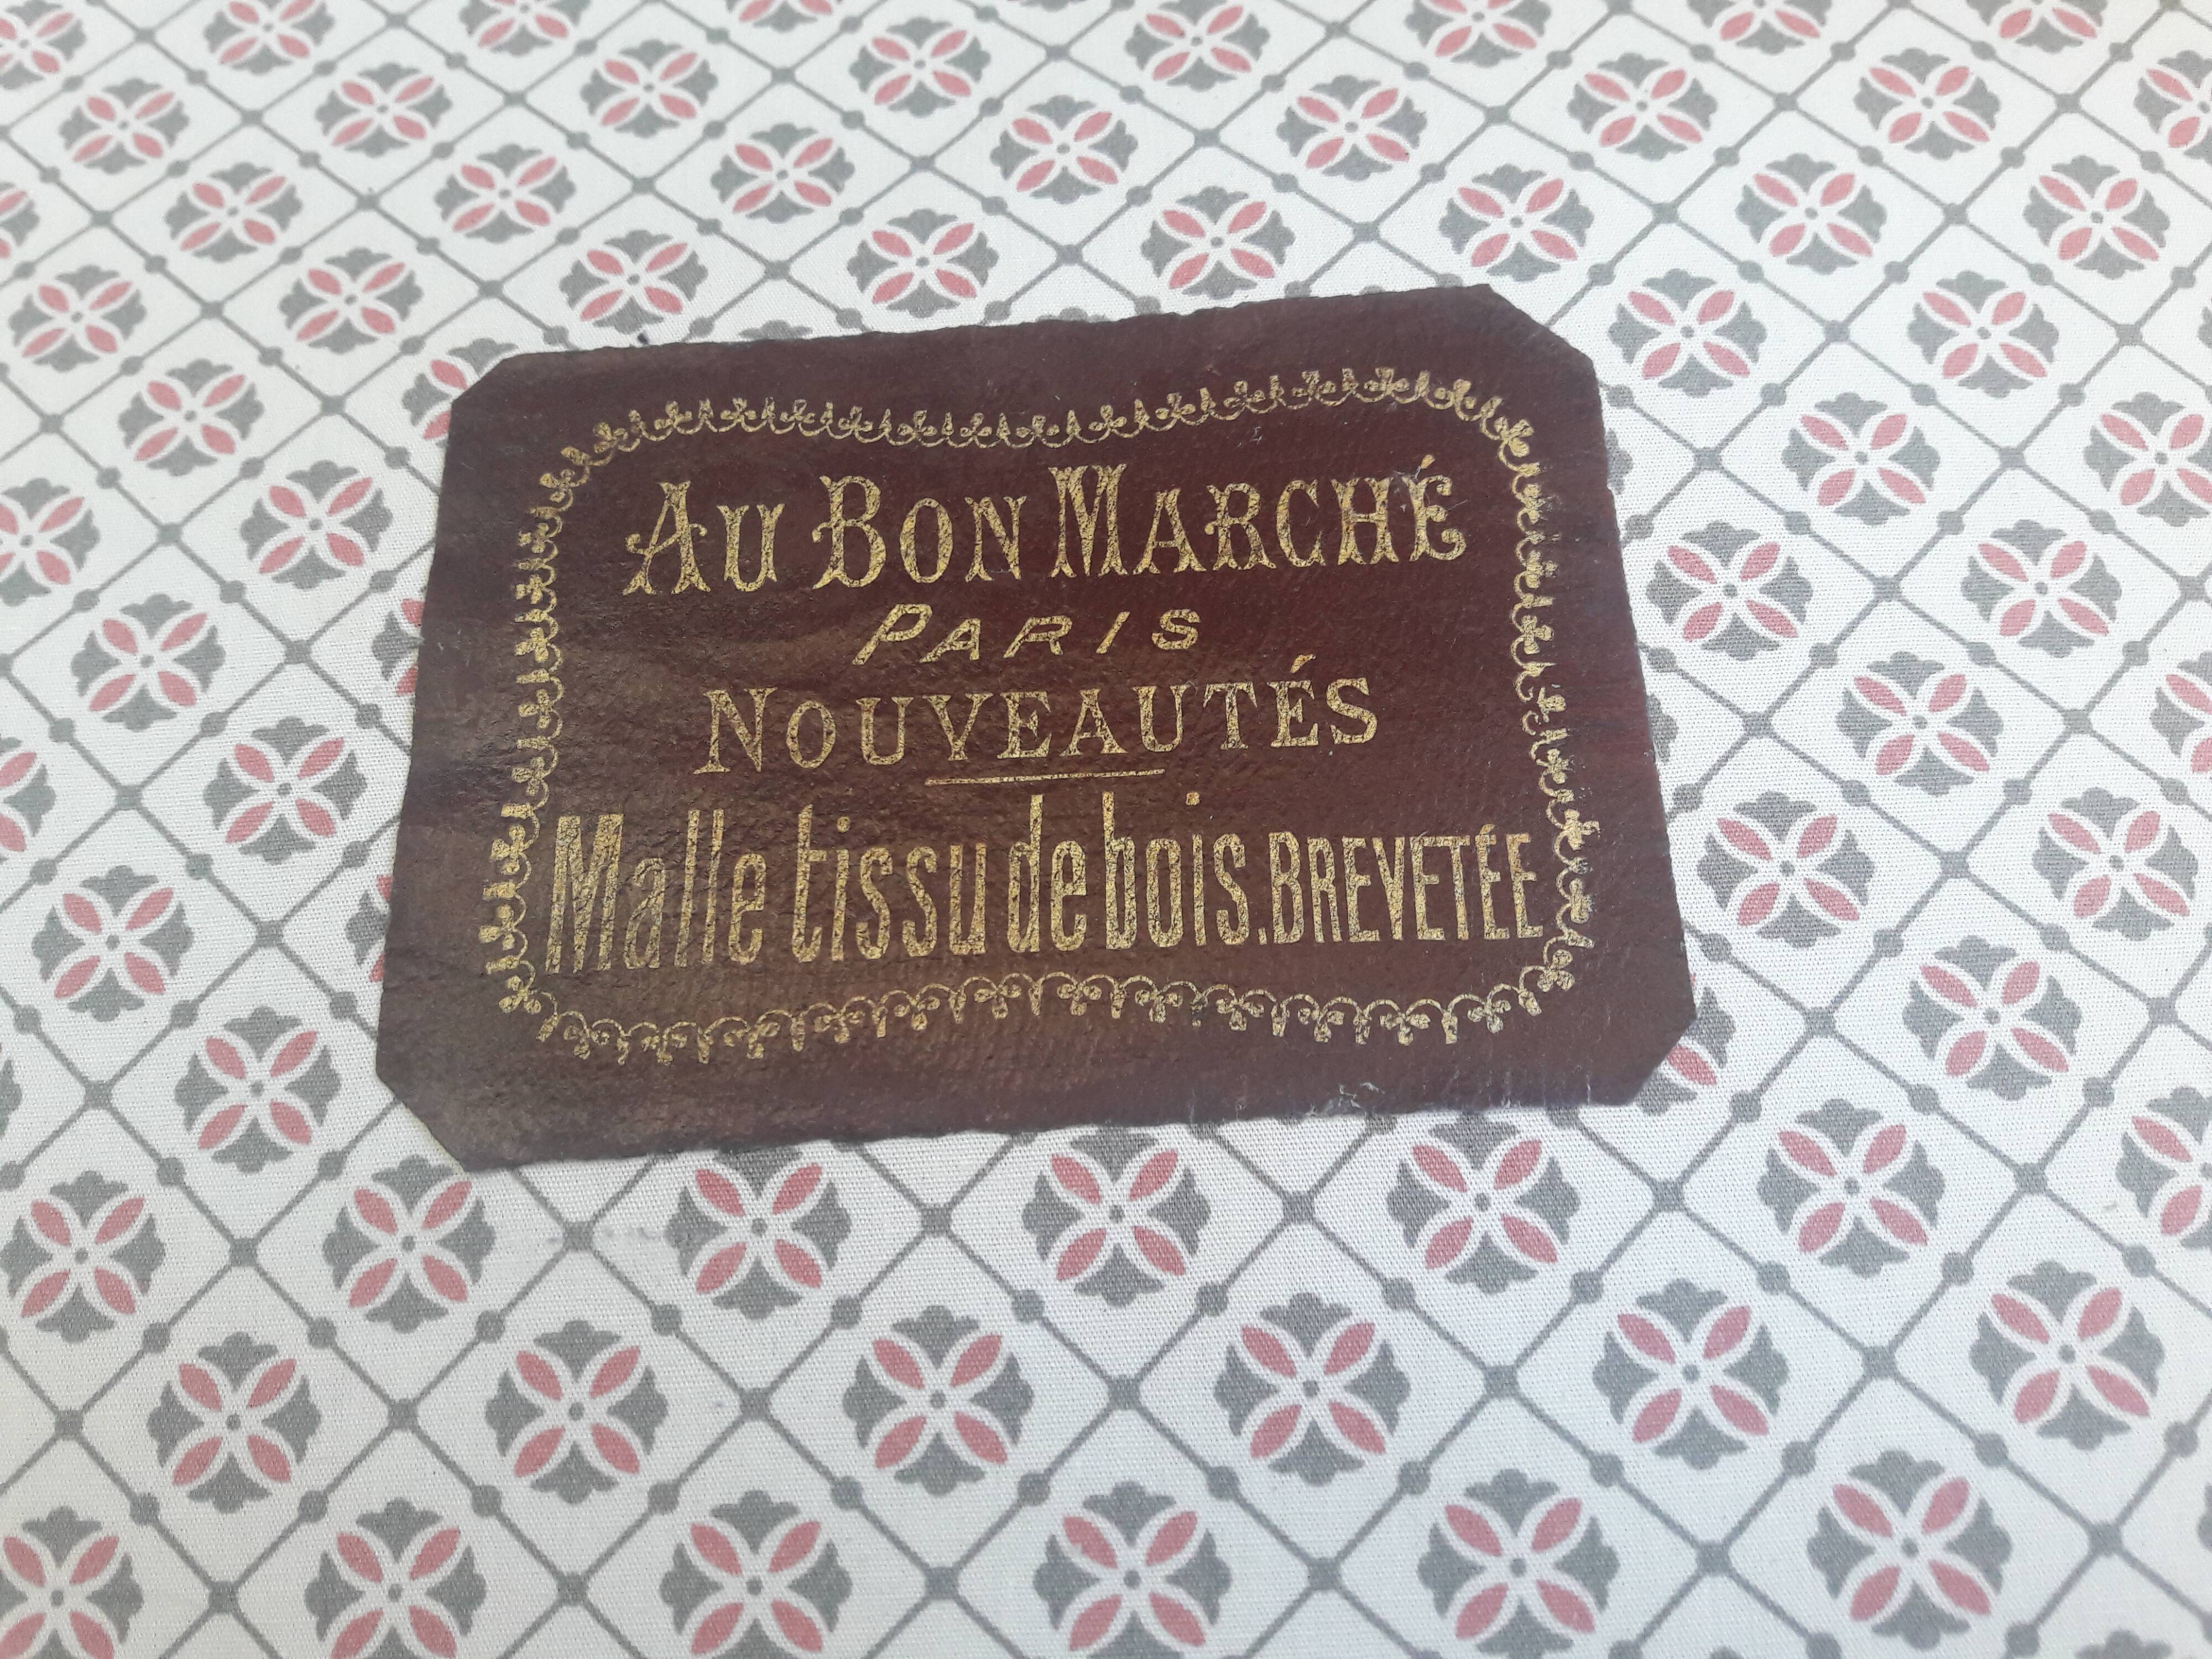 AU BON MARCHÉ
PARIS
NOUVEAUTÉS
Malle tissu de bois. BREVETÉE